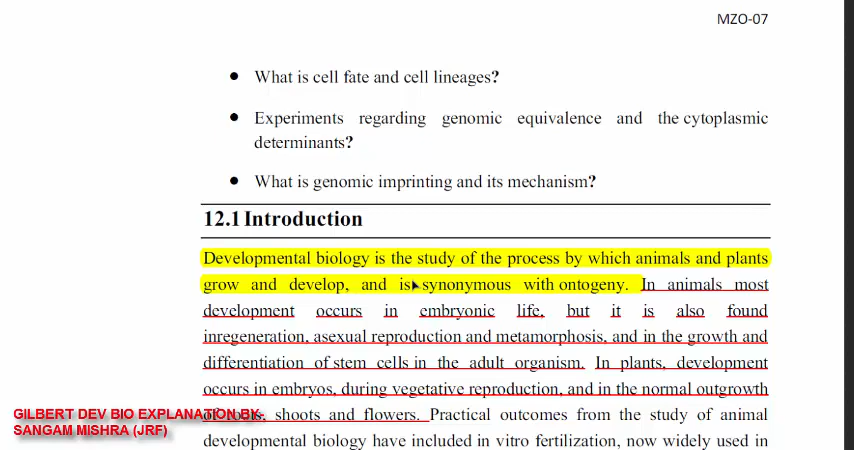 MZO-07
● What is cell fate and cell lineages?
● Experiments regarding genomic equivalence and the cytoplasmic
determinants?
● What is genomic imprinting and its mechanism?
12.1 Introduction
Developmental biology is the study of the process by which animals and plants
grow and develop, and is synonymous with ontogeny. In animals most
development occurs in embryonic life, but it is also found
inregeneration, asexual reproduction and metamorphosis, and in the growth and
differentiation of stem cells in the adult organism. In plants, development
occurs in embryos, during vegetative reproduction, and in the normal outgrowth
of roots, shoots and flowers. Practical outcomes from the study of animal
developmental biology have included in vitro fertilization, now widely used in
GILBERT DEV BIO EXPLANATION BY-
SANGAM MISHRA (JRF)